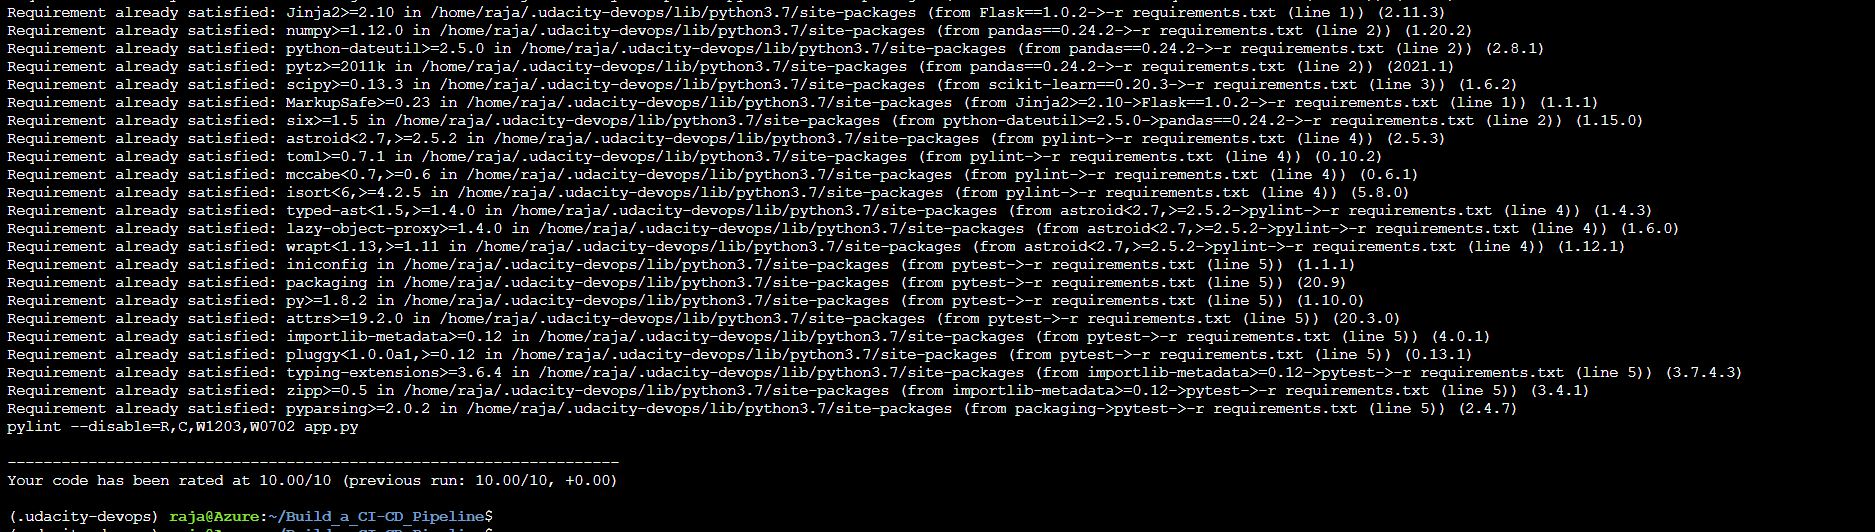 Requirement already satisfied: Jinja2>=2.10 in /home/raja/.udacity-devops/lib/python3.7/site-packages (from Flask==1.0.2->-r requirements.txt (line 1)) (2.11.3)
Requirement already satisfied: numpy>=1.12.0 in /home/raja/.udacity-devops/lib/python3.7/site-packages (from pandas==0.24.2->-r requirements.txt (line 2)) (1.20.2)
Requirement already satisfied: python-dateutil>=2.5.0 in /home/raja/.udacity-devops/lib/python3.7/site-packages (from pandas==0.24.2->-r requirements.txt (line 2)) (2.8.1)
Requirement already satisfied: pytz>=2011k in /home/raja/.udacity-devops/lib/python3.7/site-packages (from pandas==0.24.2->-r requirements.txt (line 2)) (2021.1)
Requirement already satisfied: scipy>=0.13.3 in /home/raja/.udacity-devops/lib/python3.7/site-packages (from scikit-learn==0.20.3->-r requirements.txt (line 3)) (1.6.2)
Requirement already satisfied: MarkupSafe>=0.23 in /home/raja/.udacity-devops/lib/python3.7/site-packages (from Jinja2>=2.10->Flask==1.0.2->-r requirements.txt (line 1)) (1.1.1)
Requirement already satisfied: six>=1.5 in /home/raja/.udacity-devops/lib/python3.7/site-packages (from python-dateutil>=2.5.0->pandas==0.24.2->-r requirements.txt (line 2)) (1.15.0)
Requirement already satisfied: astroid<2.7,>=2.5.2 in /home/raja/.udacity-devops/lib/python3.7/site-packages (from pylint->-r requirements.txt (line 4)) (2.5.3)
Requirement already satisfied: toml>=0.7.1 in /home/raja/.udacity-devops/lib/python3.7/site-packages (from pylint->-r requirements.txt (line 4)) (0.10.2)
Requirement already satisfied: mccabe<0.7,>=0.6 in /home/raja/.udacity-devops/lib/python3.7/site-packages (from pylint->-r requirements.txt (line 4)) (0.6.1)
Requirement already satisfied: isort<6,>=4.2.5 in /home/raja/.udacity-devops/lib/python3.7/site-packages (from pylint->-r requirements.txt (line 4)) (5.8.0)
Requirement already satisfied: typed-ast<1.5,>=1.4.0 in /home/raja/.udacity-devops/lib/python3.7/site-packages (from astroid<2.7,>=2.5.2->pylint->-r requirements.txt (line 4)) (1.4.3)
Requirement already satisfied: lazy-object-proxy>=1.4.0 in /home/raja/.udacity-devops/lib/python3.7/site-packages (from astroid<2.7,>=2.5.2->pylint->-r requirements.txt (line 4)) (1.6.0)
Requirement already satisfied: wrapt<1.13,>=1.11 in /home/raja/.udacity-devops/lib/python3.7/site-packages (from astroid<2.7,>=2.5.2->pylint->-r requirements.txt (line 4)) (1.12.1)
Requirement already satisfied: iniconfig in /home/raja/.udacity-devops/lib/python3.7/site-packages (from pytest->-r requirements.txt (line 5)) (1.1.1)
Requirement already satisfied: packaging in /home/raja/.udacity-devops/lib/python3.7/site-packages (from pytest->-r requirements.txt (line 5)) (20.9)
Requirement already satisfied: py>=1.8.2 in /home/raja/.udacity-devops/lib/python3.7/site-packages (from pytest->-r requirements.txt (line 5)) (1.10.0)
Requirement already satisfied: attrs>=19.2.0 in /home/raja/.udacity-devops/lib/python3.7/site-packages (from pytest->-r requirements.txt (line 5)) (20.3.0)
Requirement already satisfied: importlib-metadata>=0.12 in /home/raja/.udacity-devops/lib/python3.7/site-packages (from pytest->-r requirements.txt (line 5)) (4.0.1)
Requirement already satisfied: pluggy<1.0.0a1,>=0.12 in /home/raja/.udacity-devops/lib/python3.7/site-packages (from pytest->-r requirements.txt (line 5)) (0.13.1)
Requirement already satisfied: typing-extensions>=3.6.4 in /home/raja/.udacity-devops/lib/python3.7/site-packages (from importlib-metadata>=0.12->pytest->-r requirements.txt (line 5)) (3.7.4.3)
Requirement already satisfied: zipp>=0.5 in /home/raja/.udacity-devops/lib/python3.7/site-packages (from importlib-metadata>=0.12->pytest->-r requirements.txt (line 5)) (3.4.1)
Requirement already satisfied: pyparsing>=2.0.2 in /home/raja/.udacity-devops/lib/python3.7/site-packages (from packaging->pytest->-r requirements.txt (line 5)) (2.4.7)
pylint --disable=R,C,W1203,W0702 app.py
--------------------------------------------------------------------
Your code has been rated at 10.00/10 (previous run: 10.00/10, +0.00)
(.udacity-devops) raja@Azure:~/Build_a_CI-CD_Pipeline$